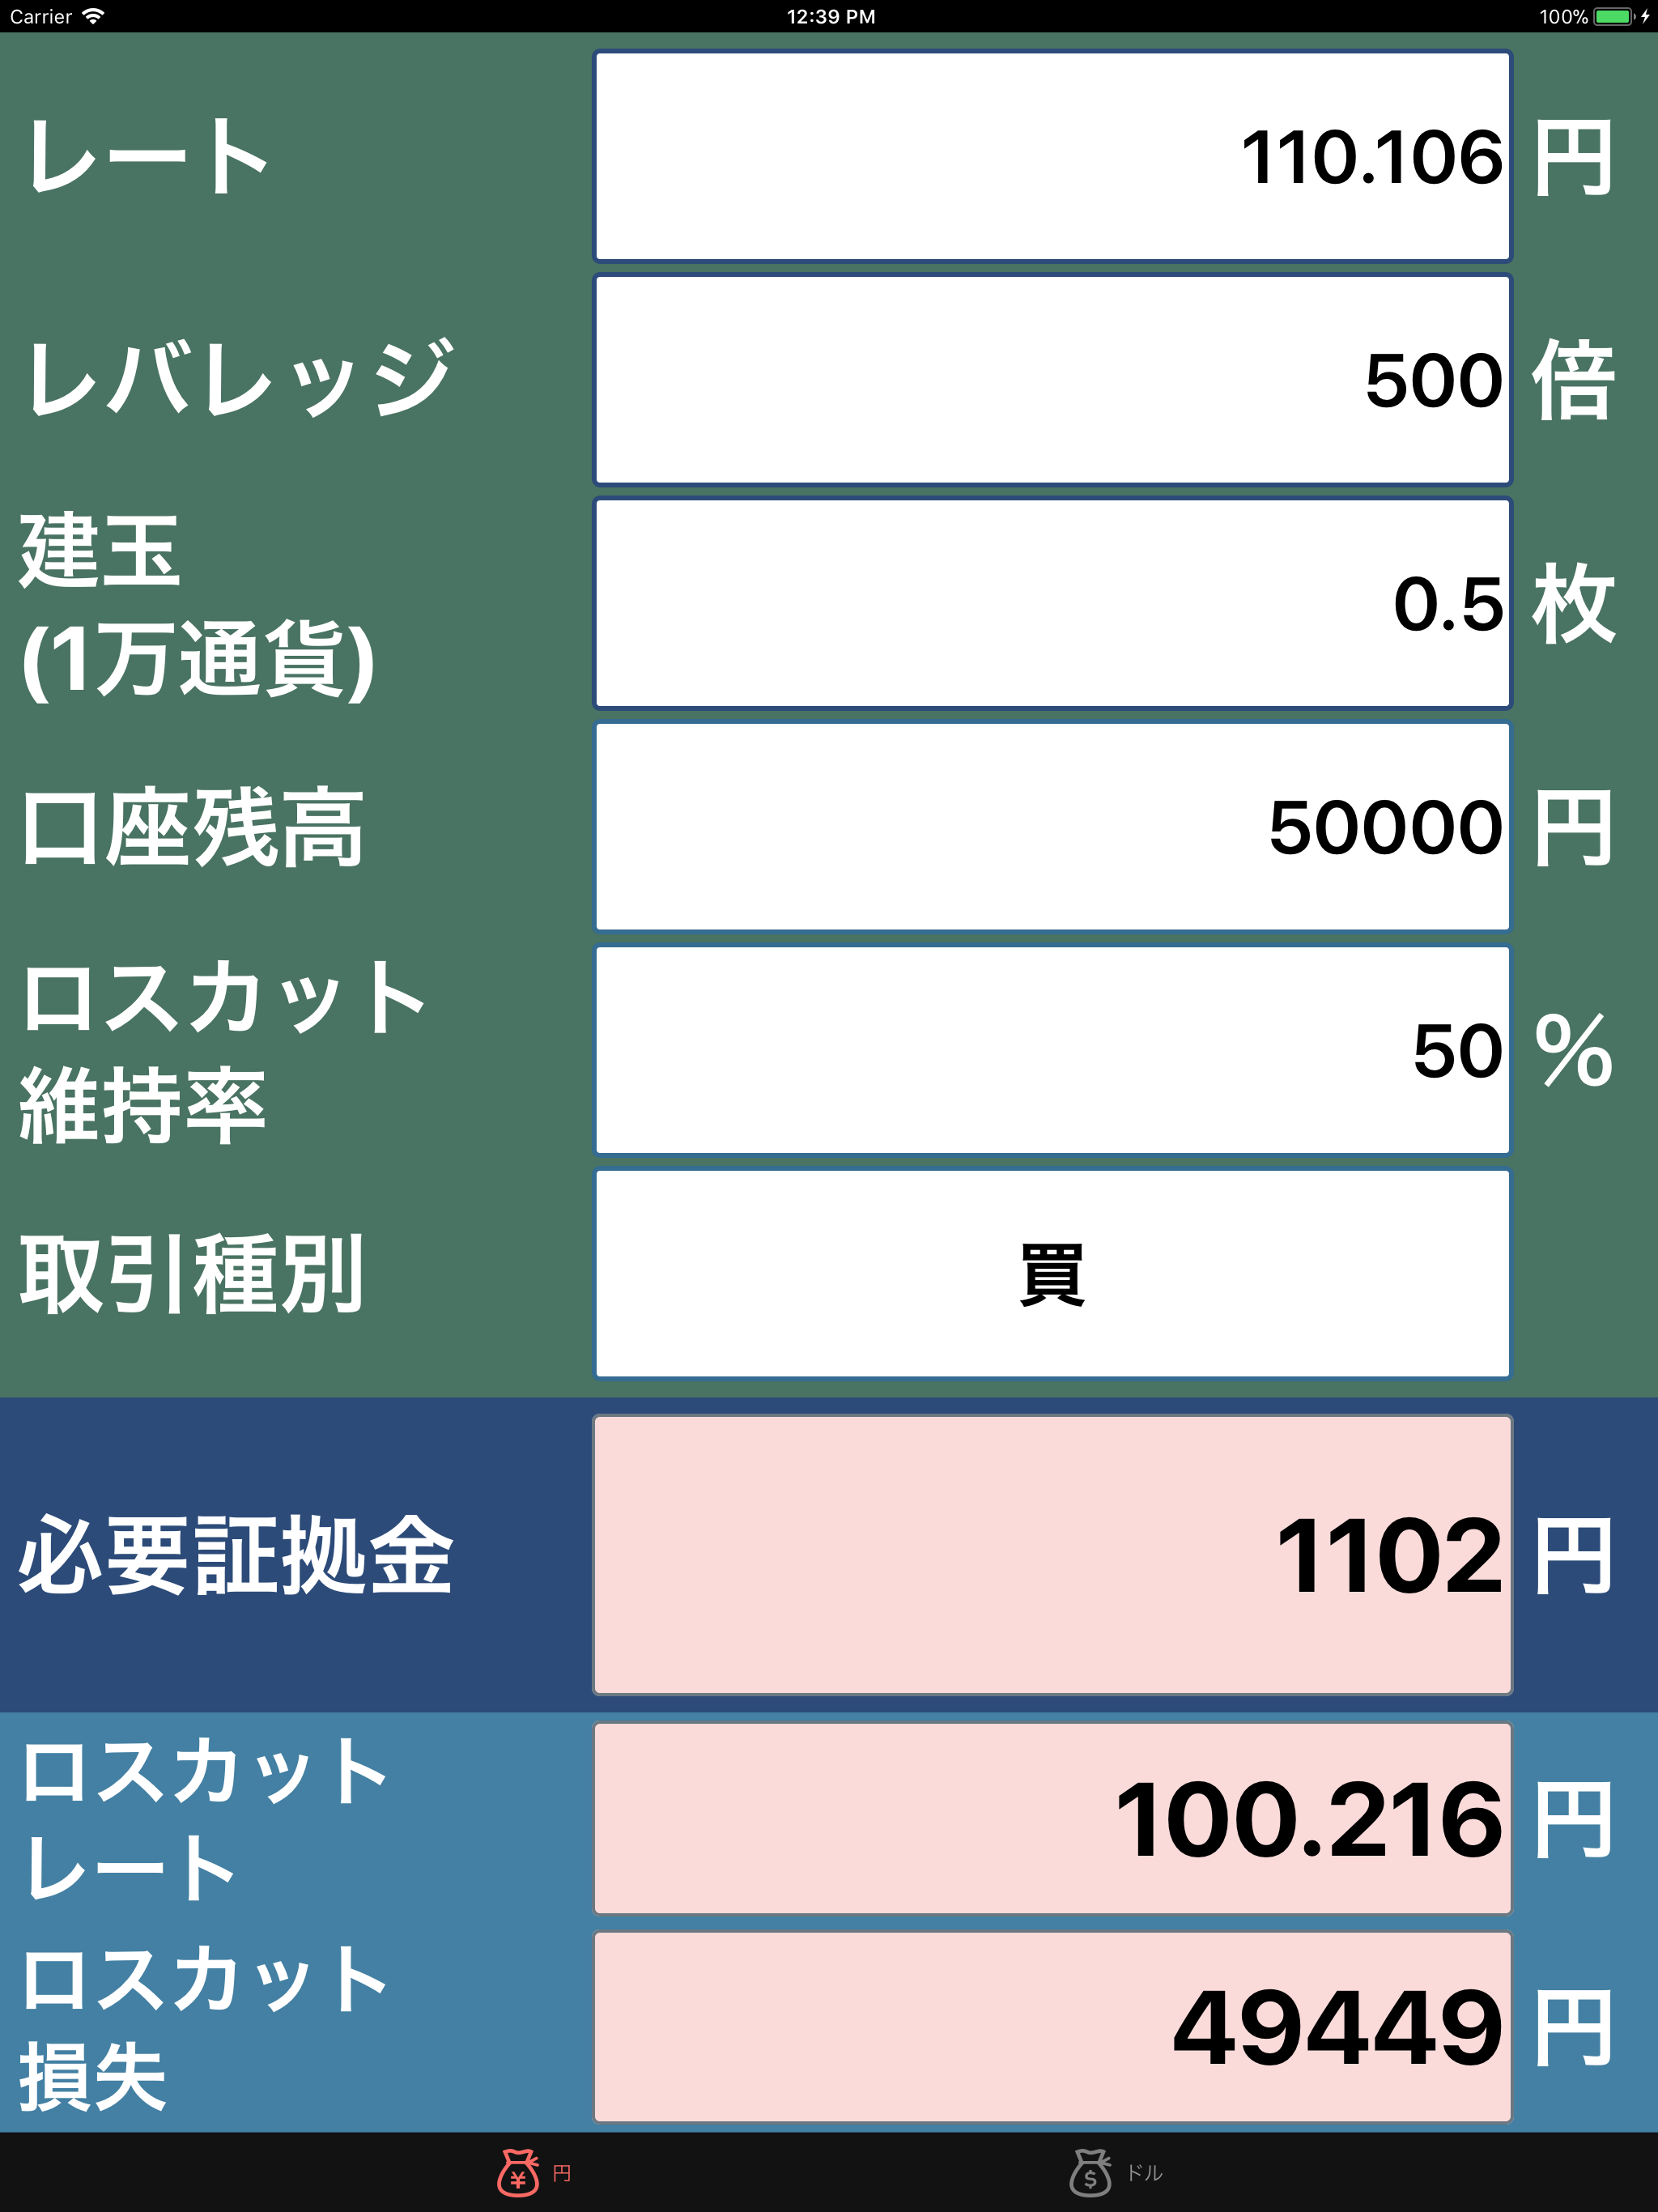 Carrier 12:39 PM 100%
レート 110.106 円
レバレッジ 500 倍
建玉
(1万通貨) 0.5 枚
口座残高 50000 円
ロスカット
維持率 50 %
取引種別 買
必要証拠金 1102 円
ロスカット
レート 100.216 円
ロスカット
損失 49449 円
¥ 円 $ ドル